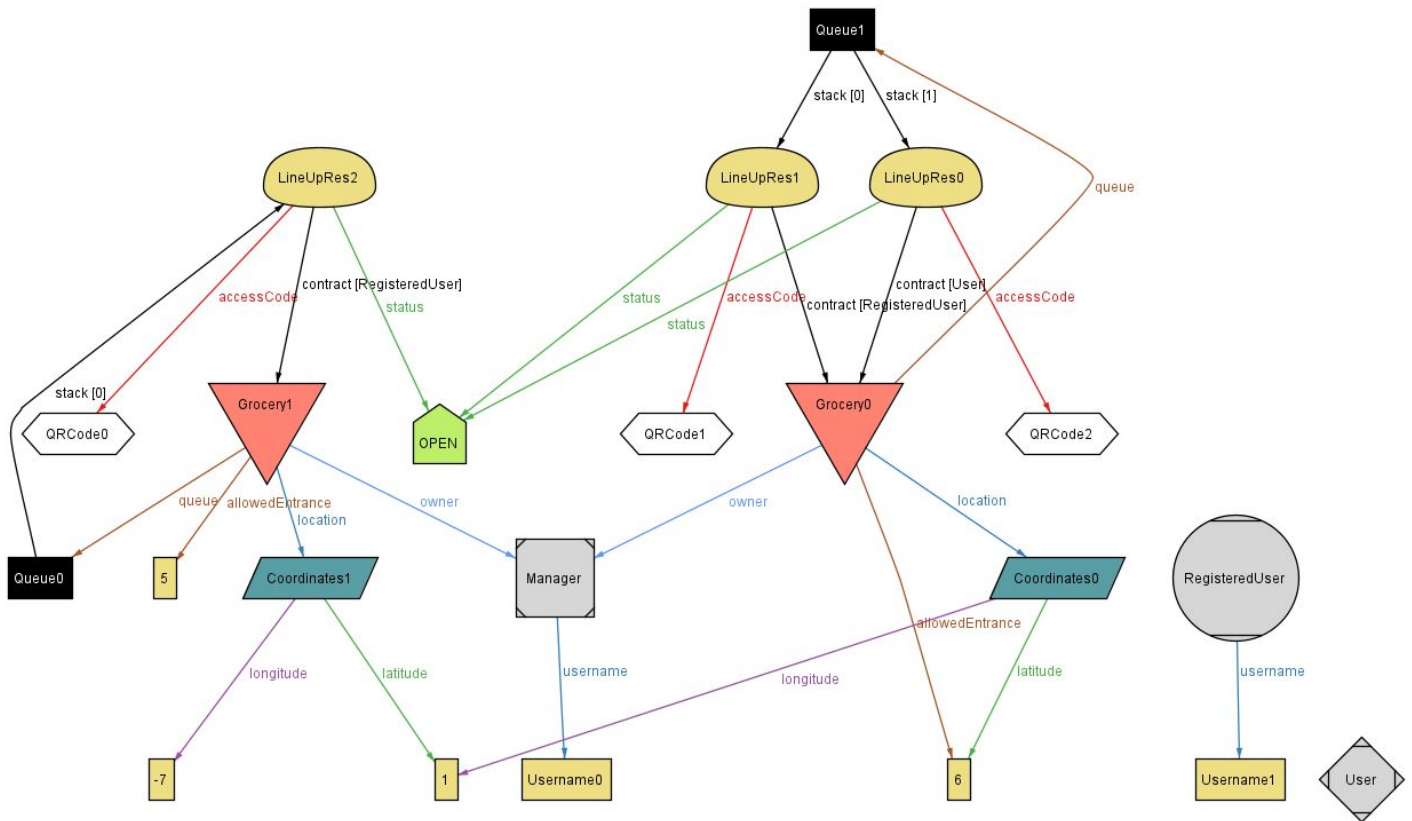 Queue1
stack [0]
stack [1]
LineUpRes2
LineUpRes1
LineUpRes0
queue
contract [RegisteredUser]
contract [User]
accessCode
status
status
accessCode
contract [RegisteredUser]
accessCode
status
stack [0]
Grocery1
Grocery0
QRCode0
OPEN
QRCode1
QRCode2
queue
allowedEntrance
location
owner
owner
location
Queue0
5
Coordinates1
Manager
Coordinates0
RegisteredUser
allowedEntrance
longitude
latitude
username
longitude
latitude
username
-7
1
Username0
6
Username1
User